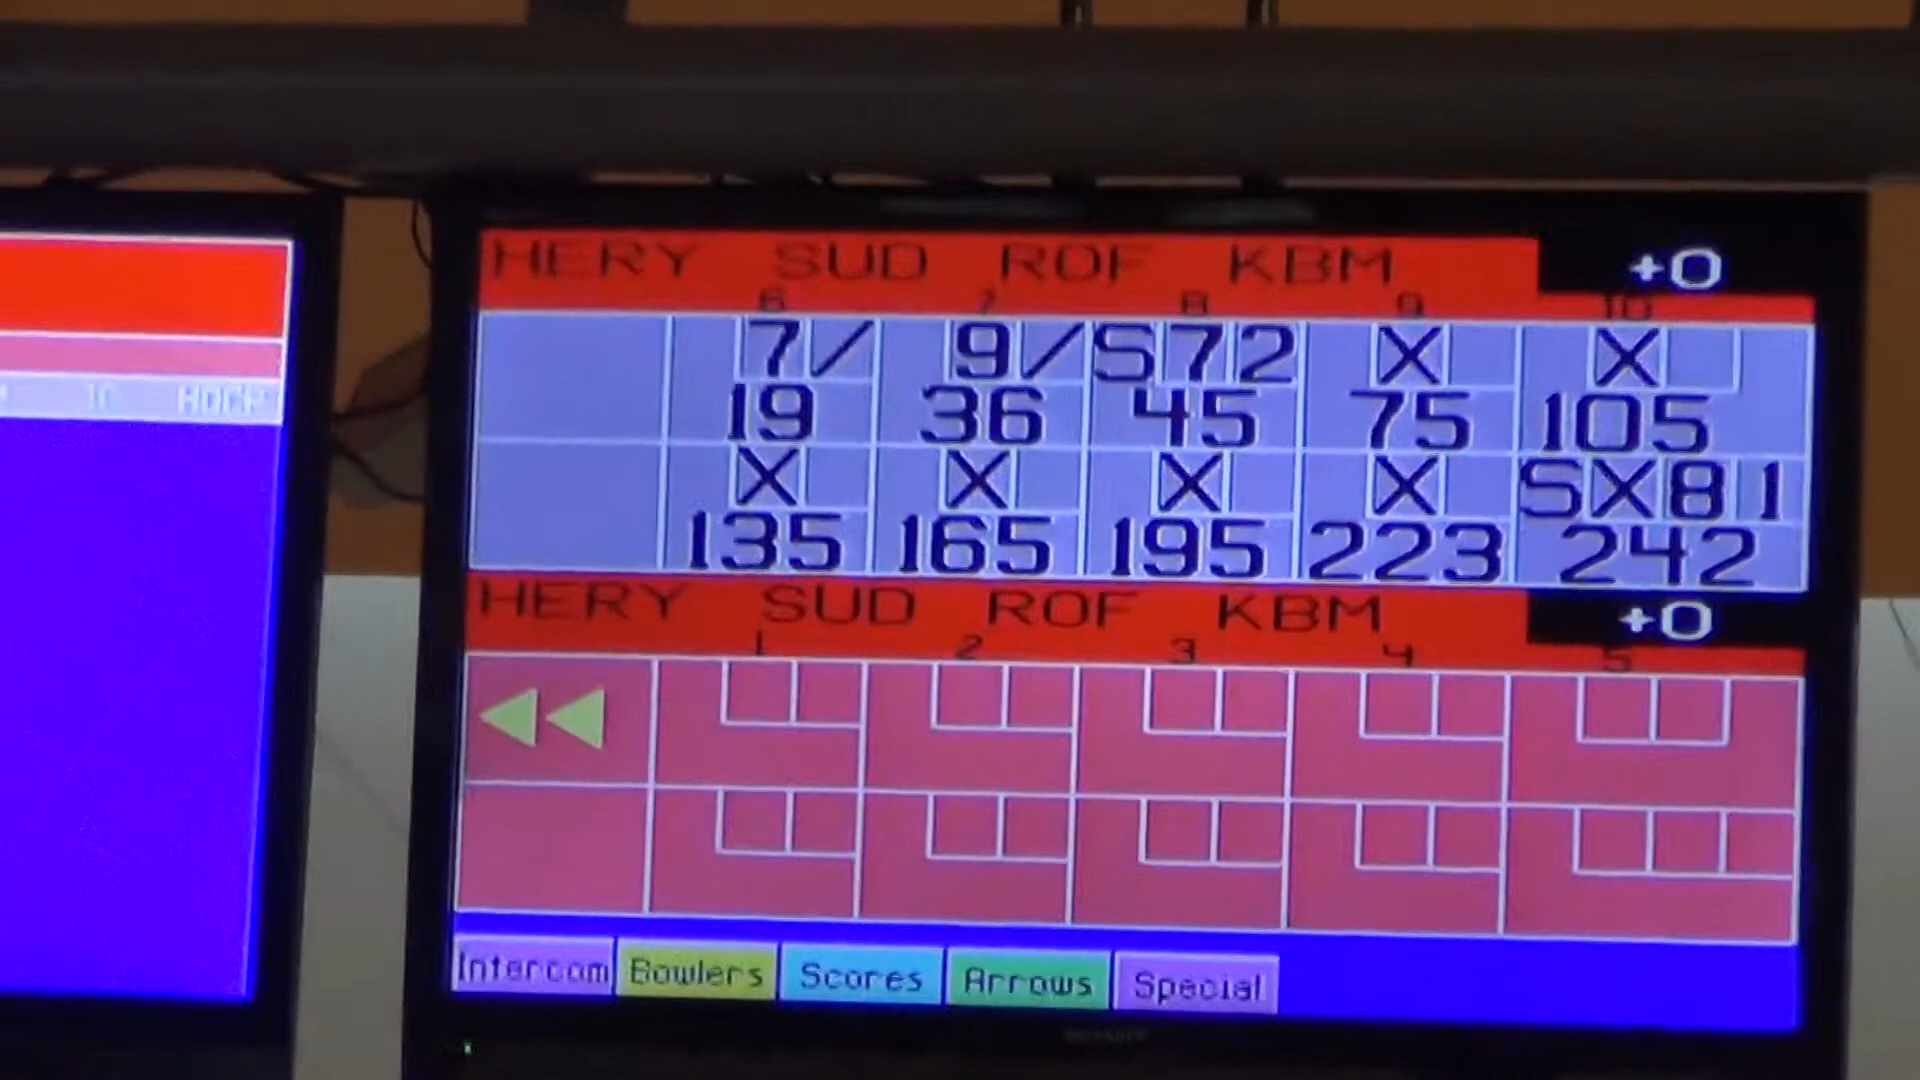 HERY SUD ROF KBM +0
6 7 8 9 10
7/ 9/ S72 X X
19 36 45 75 105
X X X X SX81
135 165 195 223 242
HERY SUD ROF KBM +0
1 2 3 4 5
Intercom Bowlers Scores Arrows Special
10 HDCP